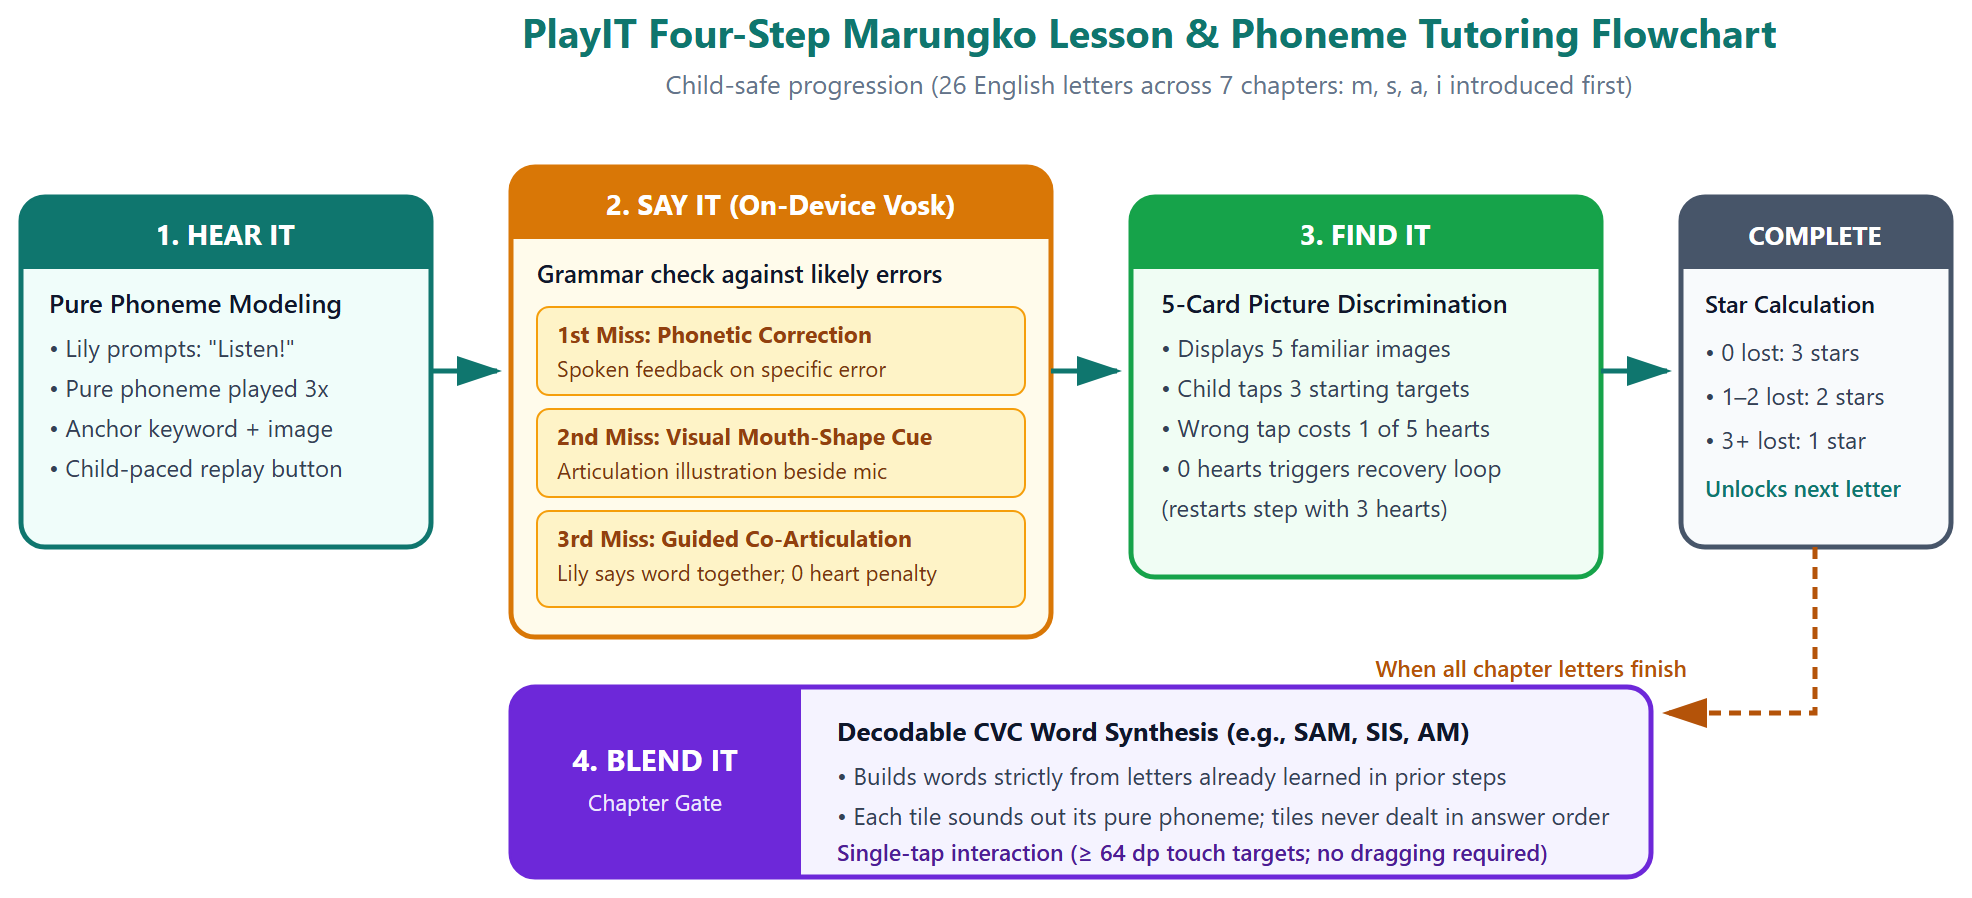 PlayIT Four-Step Marungko Lesson & Phoneme Tutoring Flowchart
Child-safe progression (26 English letters across 7 chapters: m, s, a, i introduced first)
1. HEAR IT
Pure Phoneme Modeling
• Lily prompts: "Listen!"
• Pure phoneme played 3x
• Anchor keyword + image
• Child-paced replay button
2. SAY IT (On-Device Vosk)
Grammar check against likely errors
1st Miss: Phonetic Correction
Spoken feedback on specific error
2nd Miss: Visual Mouth-Shape Cue
Articulation illustration beside mic
3rd Miss: Guided Co-Articulation
Lily says word together; 0 heart penalty
3. FIND IT
5-Card Picture Discrimination
• Displays 5 familiar images
• Child taps 3 starting targets
• Wrong tap costs 1 of 5 hearts
• 0 hearts triggers recovery loop
(restarts step with 3 hearts)
COMPLETE
Star Calculation
• 0 lost: 3 stars
• 1–2 lost: 2 stars
• 3+ lost: 1 star
Unlocks next letter
When all chapter letters finish
4. BLEND IT
Chapter Gate
Decodable CVC Word Synthesis (e.g., SAM, SIS, AM)
• Builds words strictly from letters already learned in prior steps
• Each tile sounds out its pure phoneme; tiles never dealt in answer order
Single-tap interaction (≥ 64 dp touch targets; no dragging required)